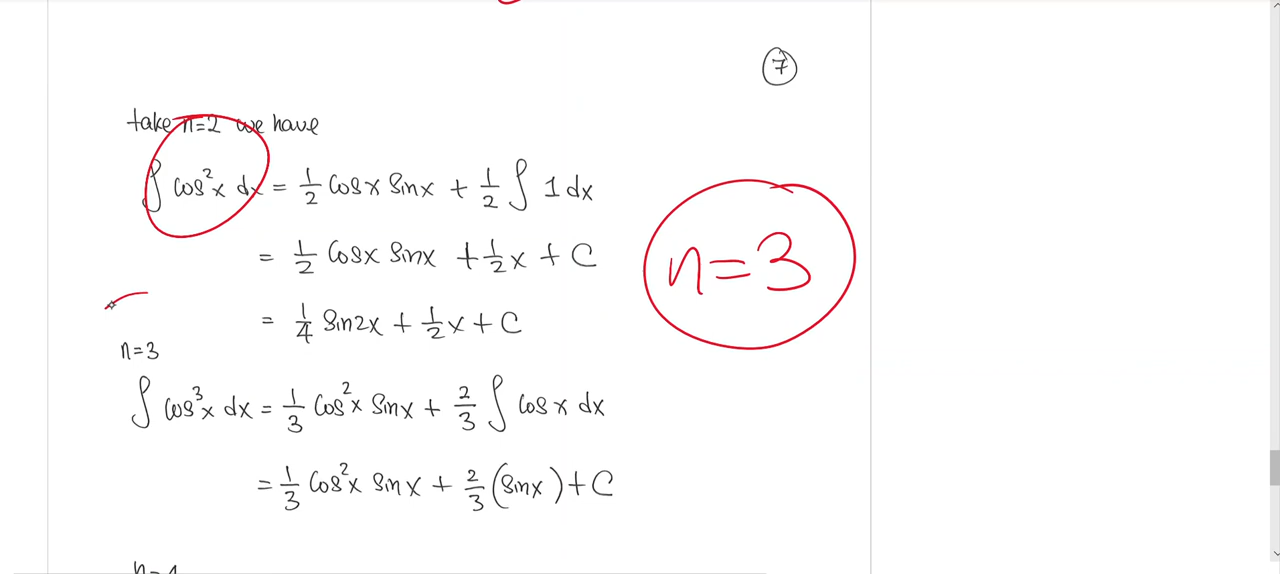 7
take n=2 we have
∫ cos²x dx = 1/2 cosx sinx + 1/2 ∫ 1 dx
= 1/2 cosx sinx + 1/2 x + C
n=3
= 1/4 sin2x + 1/2 x + C
n=3
∫ cos³x dx = 1/3 cos²x sinx + 2/3 ∫ cos x dx
= 1/3 cos²x sinx + 2/3 (sinx) + C